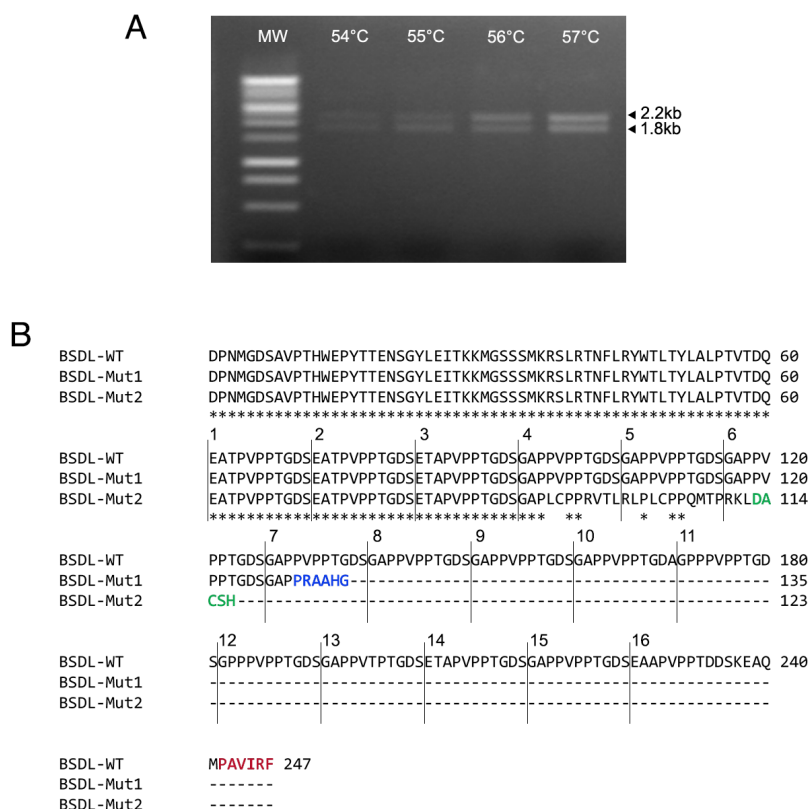 A
MW 54°C 55°C 56°C 57°C
2.2kb
1.8kb
B
BSDL-WT DPNMGDSAVPTHWEPYTTENSGYLEITKKMGSSSMKRSLRTNFLRYWTLTYLALPTVTDQ 60
BSDL-Mut1 DPNMGDSAVPTHWEPYTTENSGYLEITKKMGSSSMKRSLRTNFLRYWTLTYLALPTVTDQ 60
BSDL-Mut2 DPNMGDSAVPTHWEPYTTENSGYLEITKKMGSSSMKRSLRTNFLRYWTLTYLALPTVTDQ 60
************************************************************
1 2 3 4 5 6
BSDL-WT EATPVPPTGDSEATPVPPTGDSETAPVPPTGDSGAPPVPPTGDSGAPPVPPTGDSGAPPV 120
BSDL-Mut1 EATPVPPTGDSEATPVPPTGDSETAPVPPTGDSGAPPVPPTGDSGAPPVPPTGDSGAPPV 120
BSDL-Mut2 EATPVPPTGDSEATPVPPTGDSETAPVPPTGDSGAPLCPPRVTLRLPLCPPQMTPRKLDA 114
************************************  **      *  **
7 8 9 10 11
BSDL-WT PPTGDSGAPPVPPTGDSGAPPVPPTGDSGAPPVPPTGDSGAPPVPPTGDAGPPPVPPTGD 180
BSDL-Mut1 PPTGDSGAPPRAAHG--------------------------------------------- 135
BSDL-Mut2 CSH--------------------------------------------------------- 123
12 13 14 15 16
BSDL-WT SGPPPVPPTGDSGAPPVTPTGDSETAPVPPTGDSGAPPVPPTGDSEAAPVPPTDDSKEAQ 240
BSDL-Mut1 ------------------------------------------------------------
BSDL-Mut2 ------------------------------------------------------------
BSDL-WT MPAVIRF 247
BSDL-Mut1 -------
BSDL-Mut2 -------